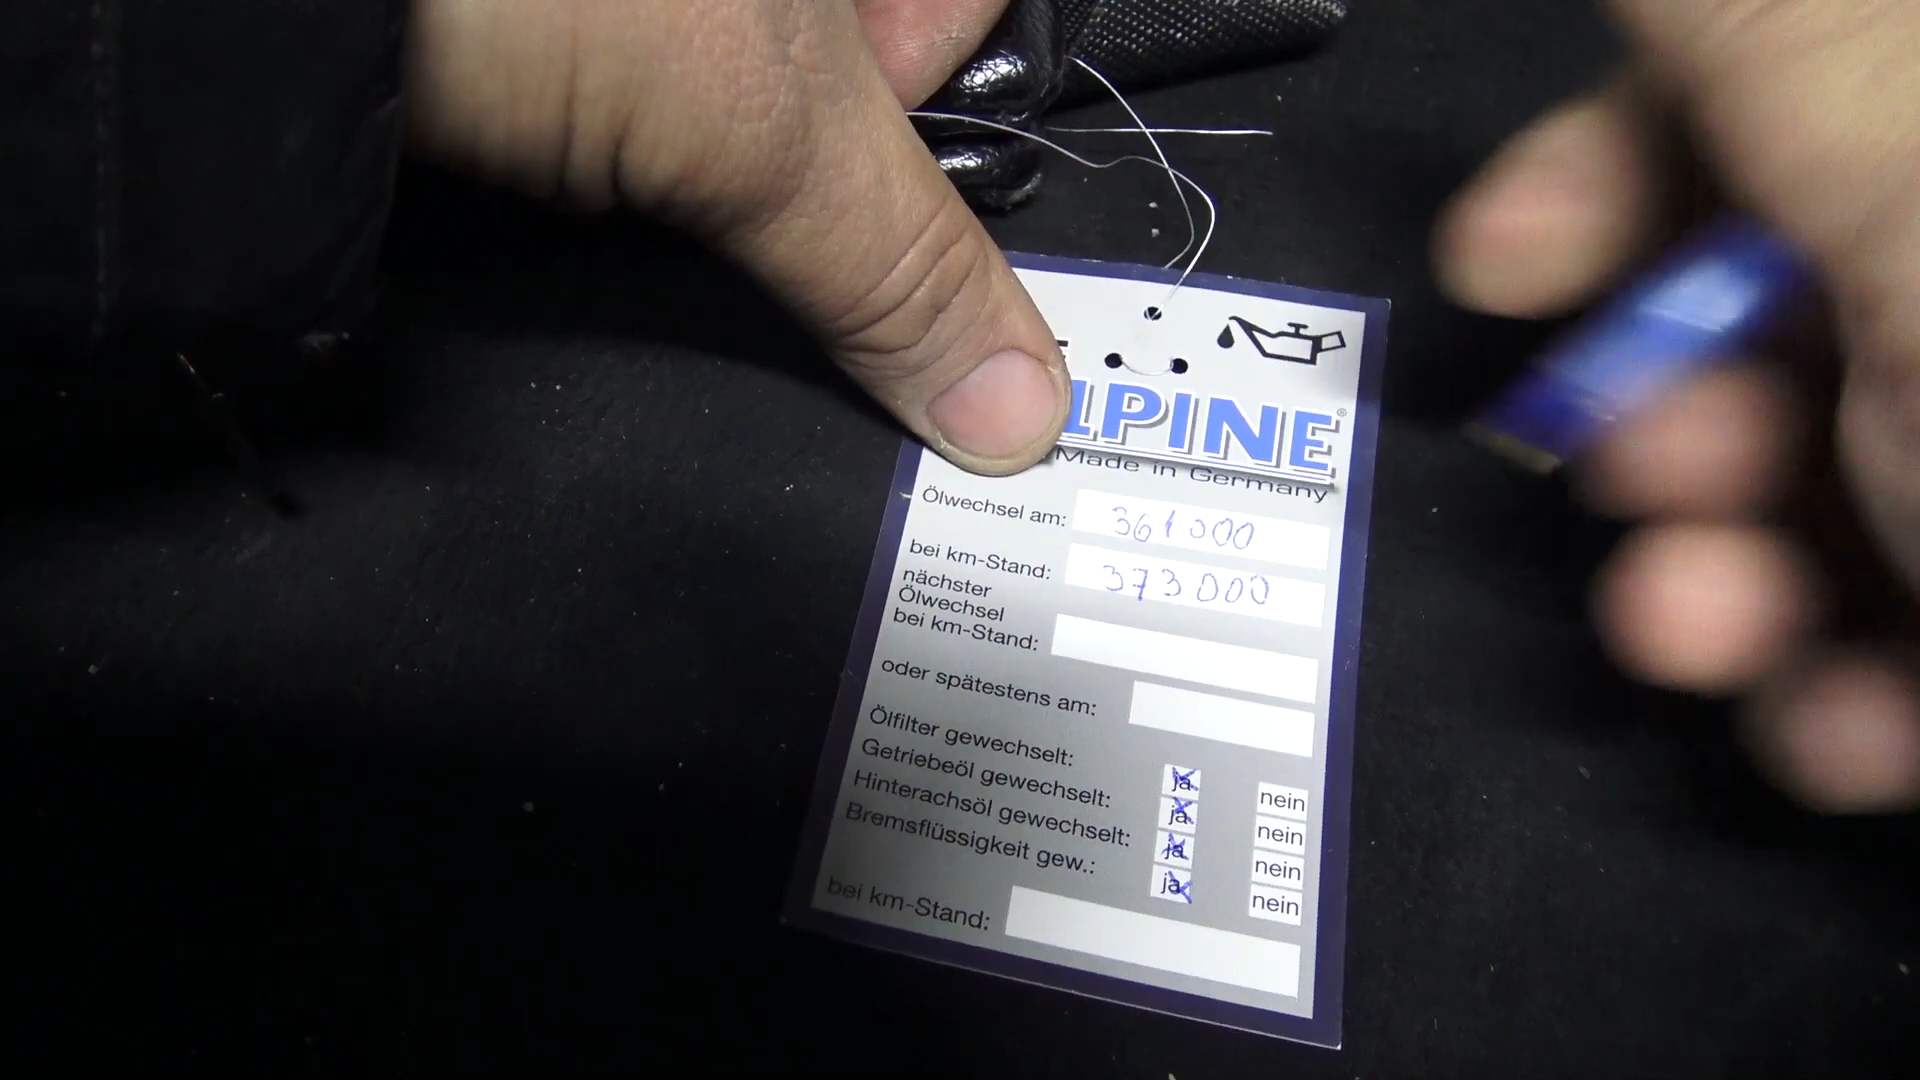 LPINE®
Made in Germany
Ölwechsel am: 361000
bei km-Stand: 373000
nächster
Ölwechsel
bei km-Stand:
oder spätestens am:
Ölfilter gewechselt: ja nein
Getriebeöl gewechselt: ja nein
Hinterachsöl gewechselt: ja nein
Bremsflüssigkeit gew.: ja nein
bei km-Stand: